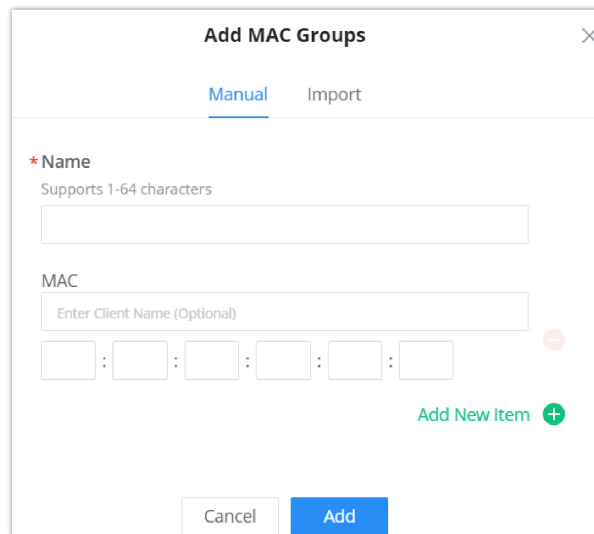 Add MAC Groups
Manual Import
* Name
Supports 1-64 characters
MAC
Enter Client Name (Optional)
: : : : :
Add New Item
Cancel Add